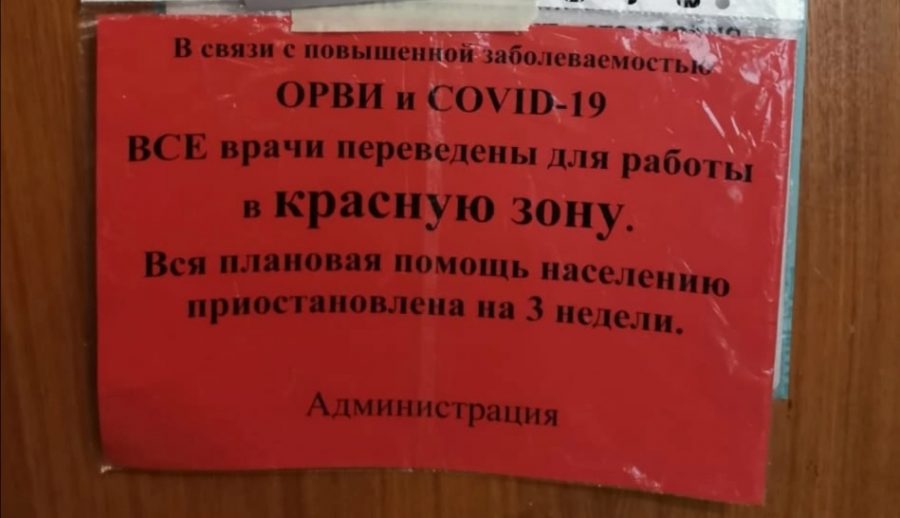 В связи с повышенной заболеваемостью
ОРВИ и COVID-19
ВСЕ врачи переведены для работы
в красную зону.
Вся плановая помощь населению
приостановлена на 3 недели.
Администрация